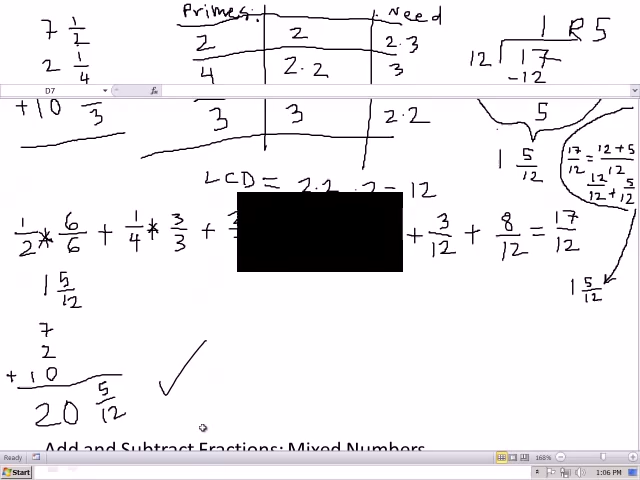 Primes: Need
7 1/2
2 2 2·3
1 R 5
2 1/4
4 2·2 3
12 17
-12
D7 fx
+10 /3
3 3 2·2
5
1 5/12
17/12 = 12+5/12
12/12 + 5/12
LCD = 2·2 ·2= 12
1/2 * 6/6 + 1/4 * 3/3 + + 3/12 + 8/12 = 17/12
1 5/12
1 5/12
7
2
+ 10
20 5/12
Add and Subtract Fractions: Mixed Numbers
Ready 168%
Start 1:06 PM